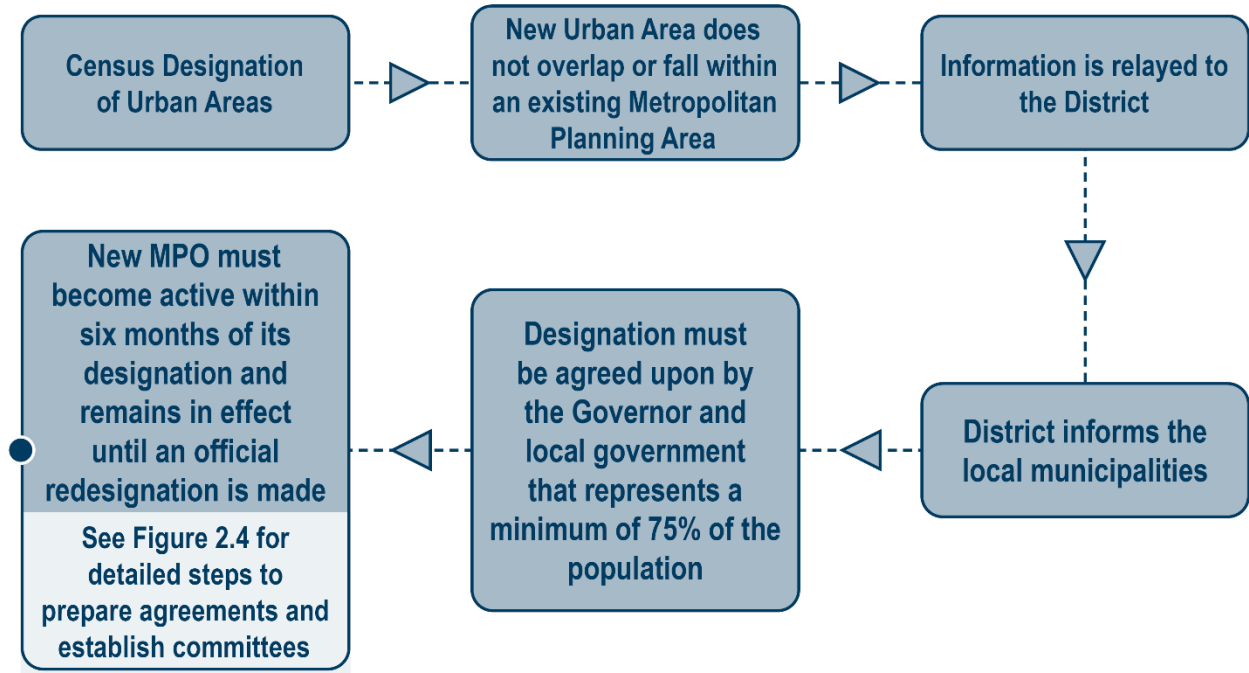 Census Designation
of Urban Areas
New Urban Area does
not overlap or fall within
an existing Metropolitan
Planning Area
Information is relayed to
the District
District informs the
local municipalities
Designation must
be agreed upon by
the Governor and
local government
that represents a
minimum of 75% of the
population
New MPO must
become active within
six months of its
designation and
remains in effect
until an official
redesignation is made
See Figure 2.4 for
detailed steps to
prepare agreements and
establish committees